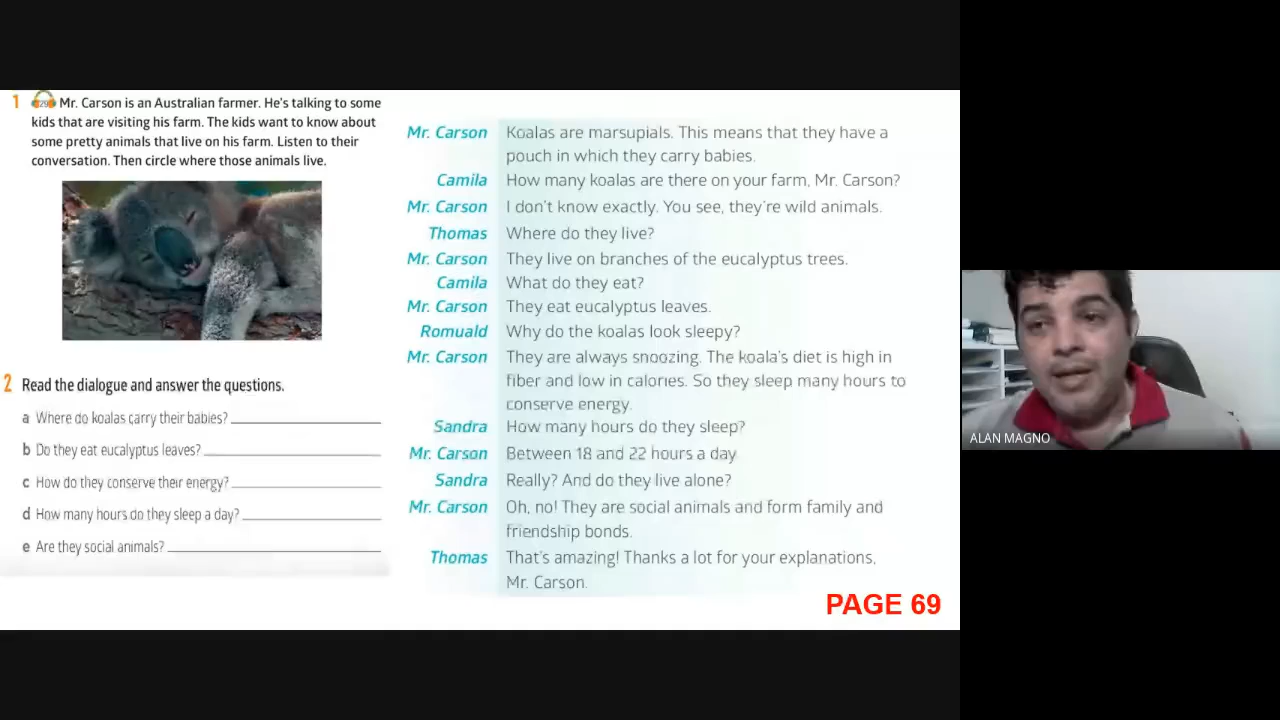 1 29 Mr. Carson is an Australian farmer. He's talking to some
kids that are visiting his farm. The kids want to know about
some pretty animals that live on his farm. Listen to their
conversation. Then circle where those animals live.
2 Read the dialogue and answer the questions.
a Where do koalas carry their babies?
b Do they eat eucalyptus leaves?
c How do they conserve their energy?
d How many hours do they sleep a day?
e Are they social animals?
Mr. Carson Koalas are marsupials. This means that they have a
pouch in which they carry babies.
Camila How many koalas are there on your farm, Mr. Carson?
Mr. Carson I don't know exactly. You see, they're wild animals.
Thomas Where do they live?
Mr. Carson They live on branches of the eucalyptus trees.
Camila What do they eat?
Mr. Carson They eat eucalyptus leaves.
Romuald Why do the koalas look sleepy?
Mr. Carson They are always snoozing. The koala's diet is high in
fiber and low in calories. So they sleep many hours to
conserve energy.
Sandra How many hours do they sleep?
Mr. Carson Between 18 and 22 hours a day
Sandra Really? And do they live alone?
Mr. Carson Oh, no! They are social animals and form family and
friendship bonds.
Thomas That's amazing! Thanks a lot for your explanations,
Mr. Carson.
PAGE 69
ALAN MAGNO